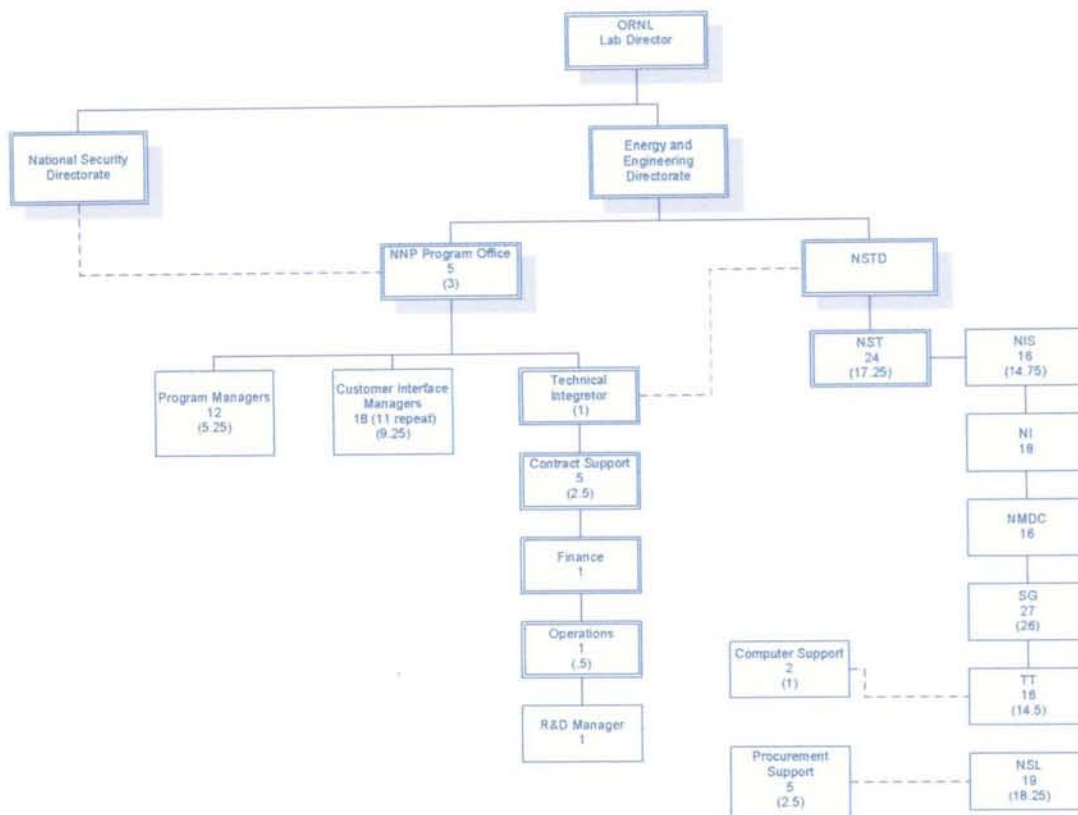 ORNL
Lab Director
National Security
Directorate
Energy and
Engineering
Directorate
NNP Program Office
5
(3)
NSTD
NST
24
(17.25)
NIS
16
(14.75)
Program Managers
12
(5.25)
Customer Interface
Managers
18 (11 repeat)
(9.25)
Technical
Integretor
(1)
NI
18
Contract Support
5
(2.5)
NMDC
16
Finance
1
SG
27
(26)
Operations
1
(.5)
Computer Support
2
(1)
TT
16
(14.5)
R&D Manager
1
Procurement
Support
5
(2.5)
NSL
19
(18.25)